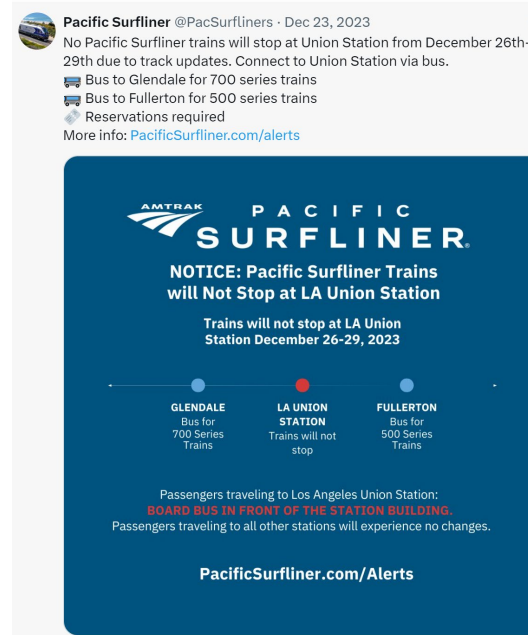 Pacific Surfliner @PacSurfliners · Dec 23, 2023
No Pacific Surfliner trains will stop at Union Station from December 26th-
29th due to track updates. Connect to Union Station via bus.
🚌 Bus to Glendale for 700 series trains
🚌 Bus to Fullerton for 500 series trains
🎟️ Reservations required
More info: PacificSurfliner.com/alerts
AMTRAK
PACIFIC
SURFLINER®
NOTICE: Pacific Surfliner Trains
will Not Stop at LA Union Station
Trains will not stop at LA Union
Station December 26-29, 2023
GLENDALE
Bus for
700 Series
Trains
LA UNION
STATION
Trains will not
stop
FULLERTON
Bus for
500 Series
Trains
Passengers traveling to Los Angeles Union Station:
BOARD BUS IN FRONT OF THE STATION BUILDING.
Passengers traveling to all other stations will experience no changes.
PacificSurfliner.com/Alerts